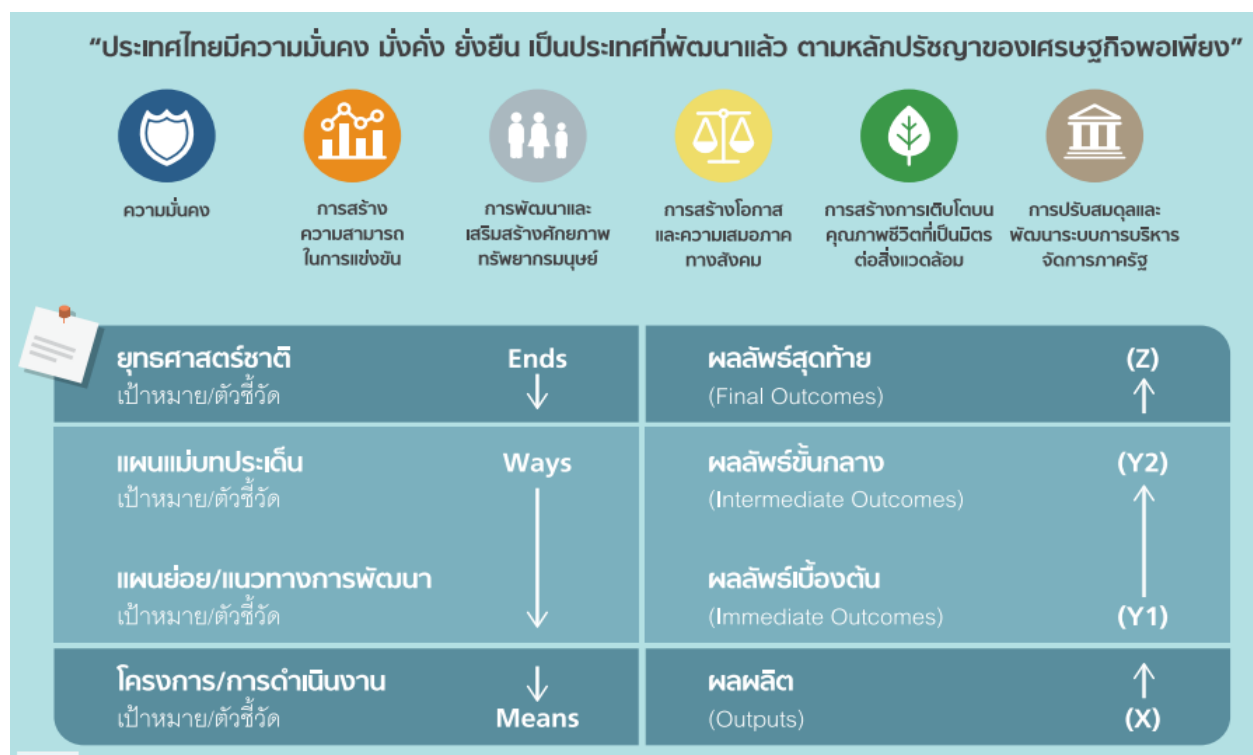 “ประเทศไทยมีความมั่นคง มั่งคั่ง ยั่งยืน เป็นประเทศที่พัฒนาแล้ว ตามหลักปรัชญาของเศรษฐกิจพอเพียง”
ความมั่นคง
การสร้าง
ความสามารถ
ในการแข่งขัน
การพัฒนาและ
เสริมสร้างศักยภาพ
ทรัพยากรมนุษย์
การสร้างโอกาส
และความเสมอภาค
ทางสังคม
การสร้างการเติบโตบน
คุณภาพชีวิตที่เป็นมิตร
ต่อสิ่งแวดล้อม
การปรับสมดุลและ
พัฒนาระบบการบริหาร
จัดการภาครัฐ
ยุทธศาสตร์ชาติ Ends
เป้าหมาย/ตัวชี้วัด
ผลลัพธ์สุดท้าย (Z)
(Final Outcomes)
แผนแม่บทประเด็น Ways
เป้าหมาย/ตัวชี้วัด
ผลลัพธ์ขั้นกลาง (Y2)
(Intermediate Outcomes)
แผนย่อย/แนวทางการพัฒนา
เป้าหมาย/ตัวชี้วัด
ผลลัพธ์เบื้องต้น
(Immediate Outcomes) (Y1)
โครงการ/การดำเนินงาน
เป้าหมาย/ตัวชี้วัด Means
ผลผลิต
(Outputs) (X)